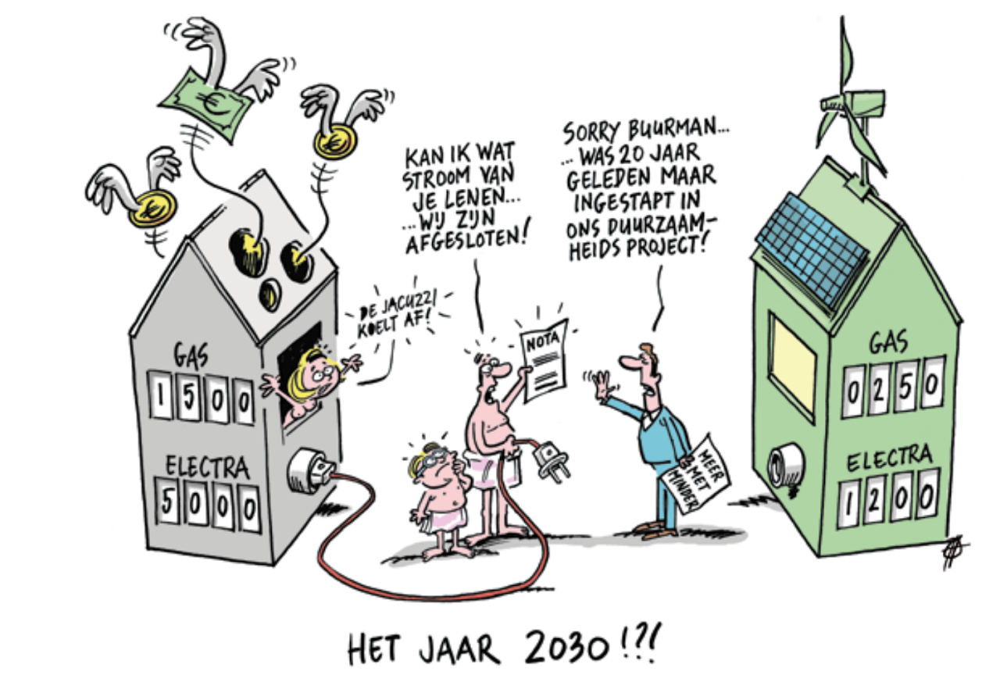 KAN IK WAT
STROOM VAN
JE LENEN...
...WIJ ZIJN
AFGESLOTEN!
SORRY BUURMAN...
... WAS 20 JAAR
GELEDEN MAAR
INGESTAPT IN
ONS DUURZAAM-
HEIDS PROJECT!
DE JACUZZI
KOELT AF!
NOTA
GAS
1500
ELECTRA
5000
MEER
MET
MINDER
GAS
0250
ELECTRA
1200
HET JAAR 2030!?!